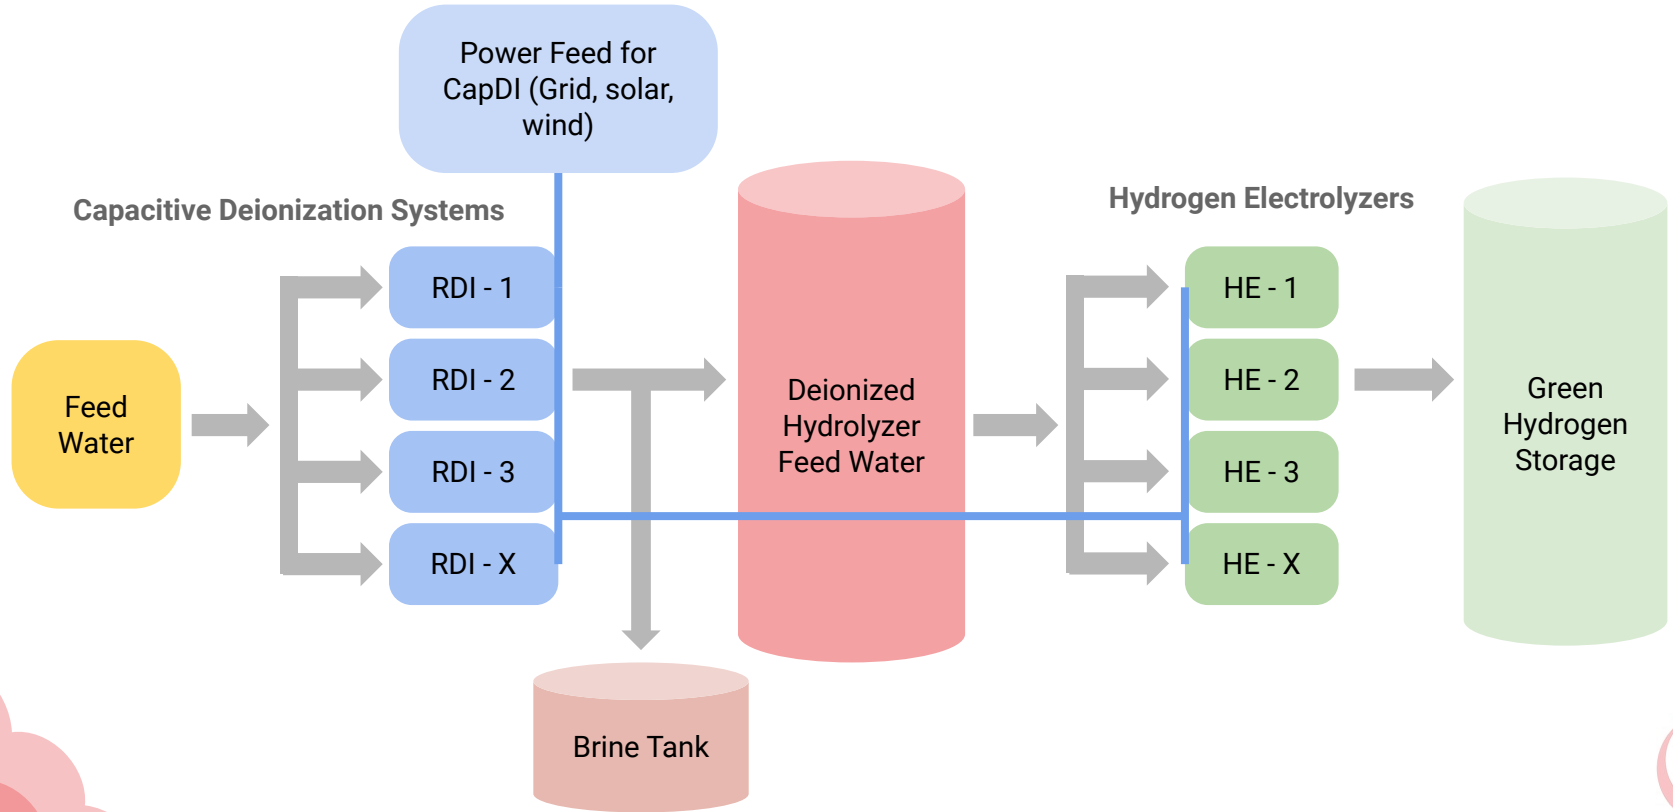 Power Feed for
CapDI (Grid, solar,
wind)
Capacitive Deionization Systems
Hydrogen Electrolyzers
RDI - 1
RDI - 2
RDI - 3
RDI - X
Feed
Water
Deionized
Hydrolyzer
Feed Water
HE - 1
HE - 2
HE - 3
HE - X
Green
Hydrogen
Storage
Brine Tank